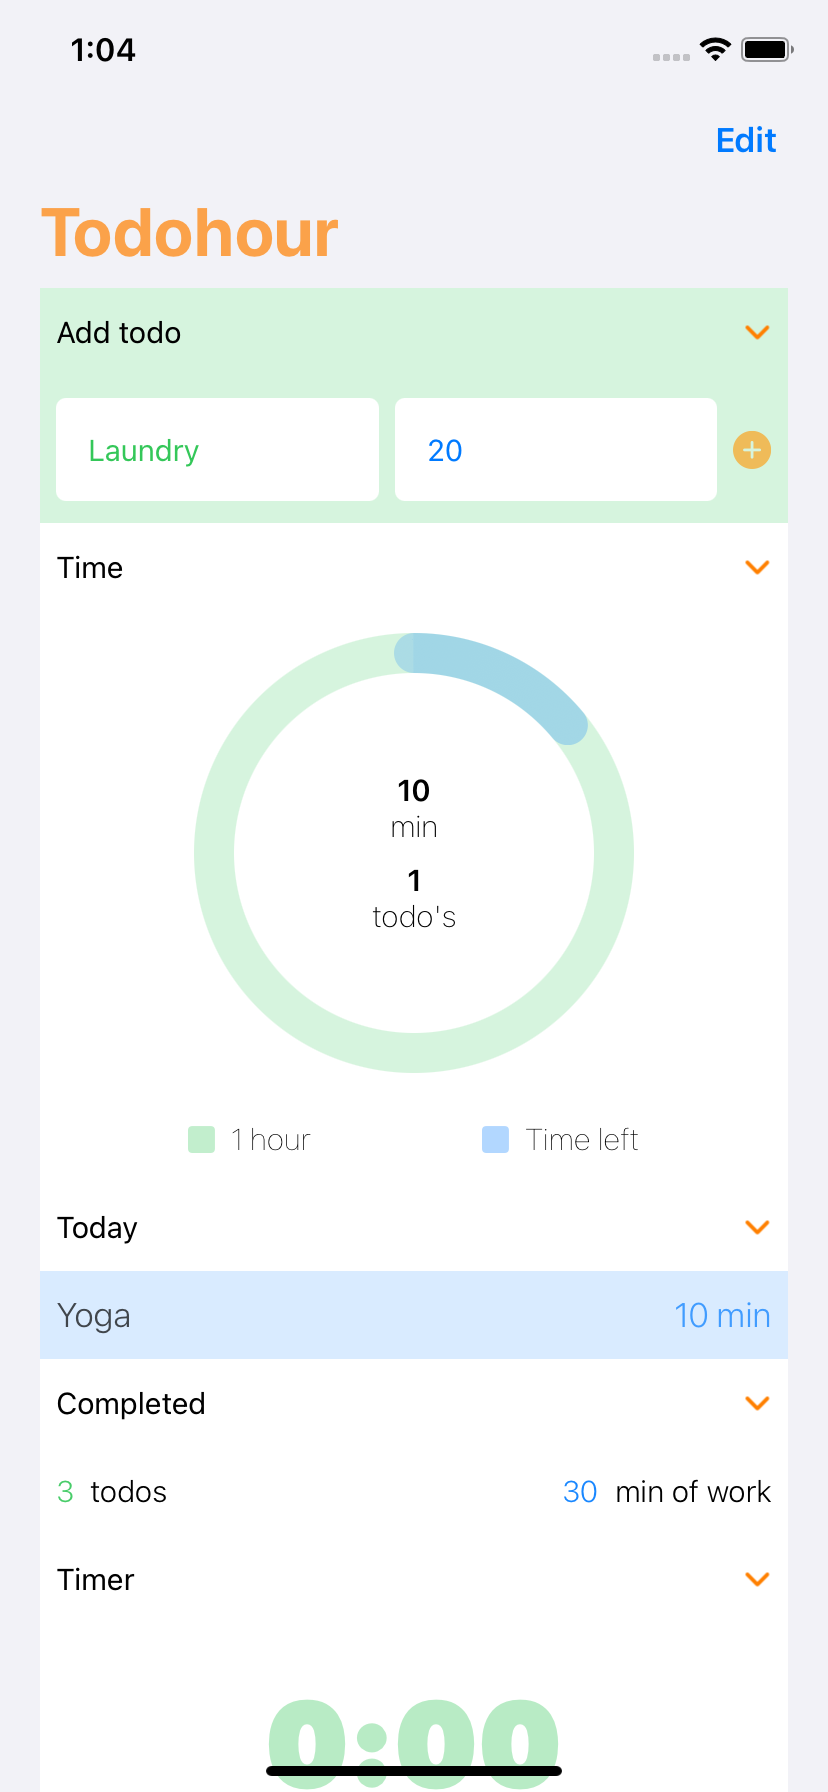 1:04
Edit
Todohour
Add todo
Laundry 20
Time
10
min
1
todo's
1 hour Time left
Today
Yoga 10 min
Completed
3 todos 30 min of work
Timer
0:00